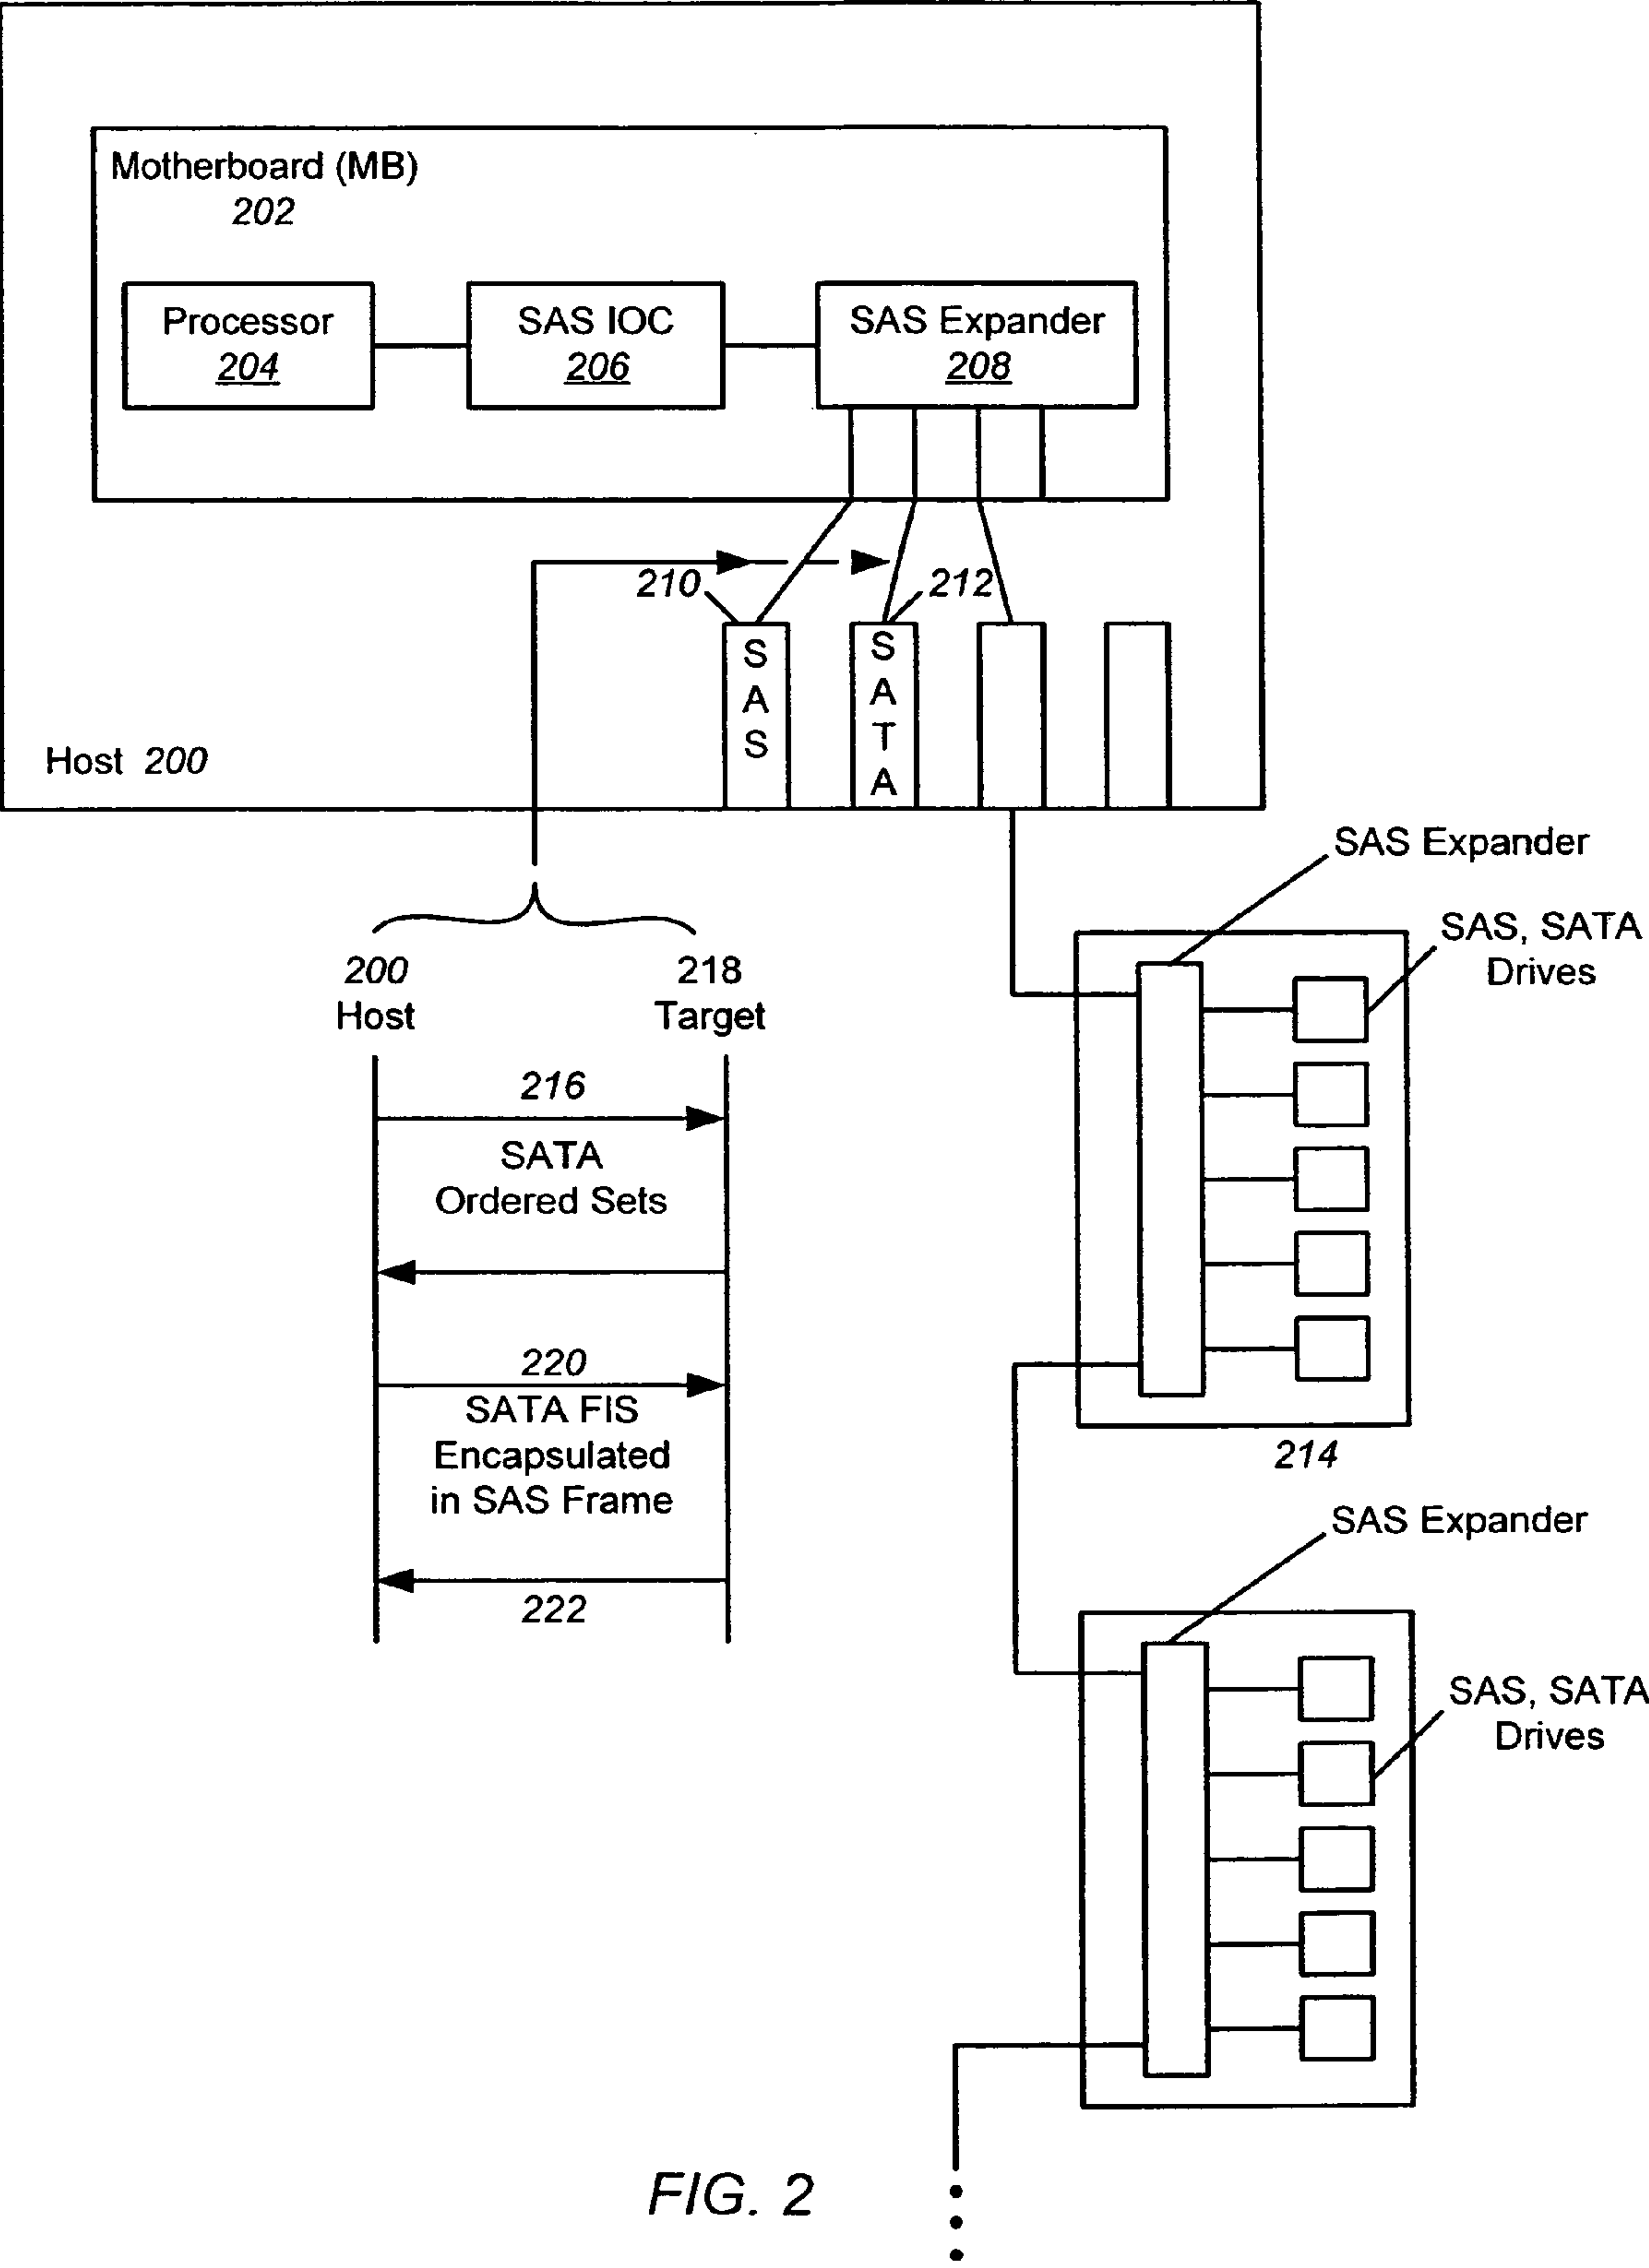 Motherboard (MB)
202
Processor
204
SAS IOC
206
SAS Expander
208
210
212
S
A
S
S
A
T
A
Host 200
SAS Expander
SAS, SATA
Drives
200
Host
218
Target
216
SATA
Ordered Sets
220
SATA FIS
Encapsulated
in SAS Frame
222
214
SAS Expander
SAS, SATA
Drives
FIG. 2